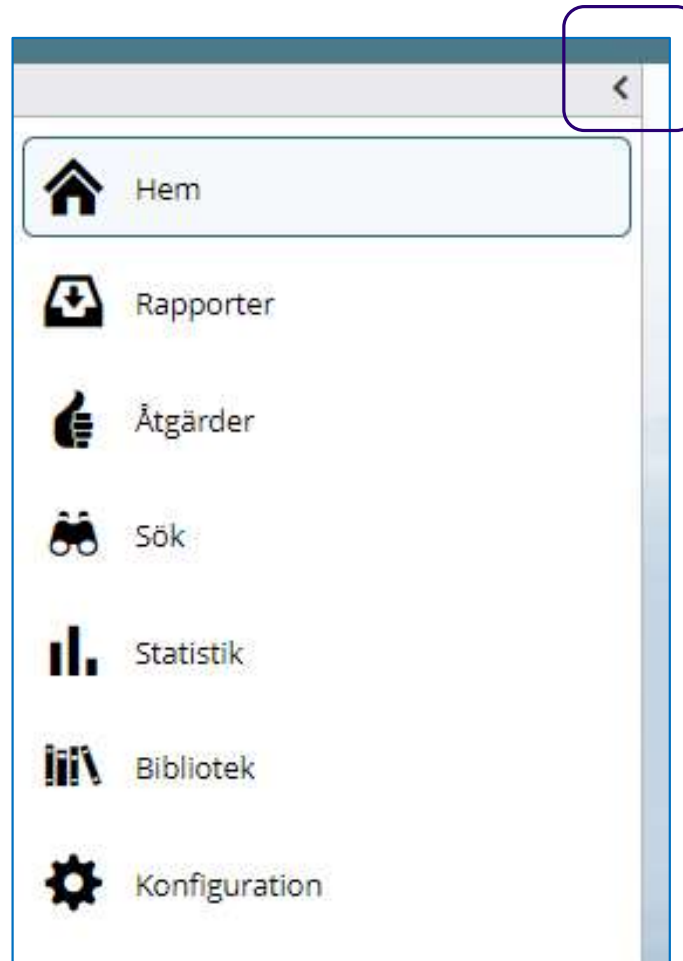 Hem
Rapporter
Åtgärder
Sök
Statistik
Bibliotek
Konfiguration